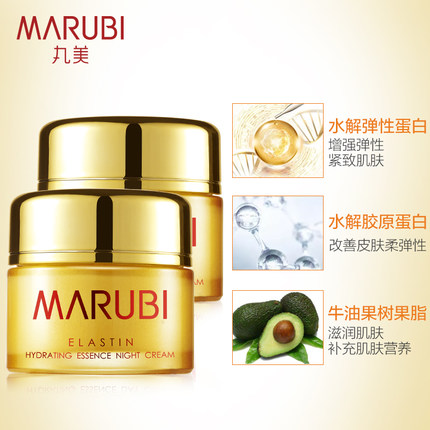 MARUBI
丸美
水解弹性蛋白
增强弹性
紧致肌肤
水解胶原蛋白
改善皮肤柔弹性
牛油果树果脂
滋润肌肤
补充肌肤营养
MARUBI
ELASTIN
HYDRATING ESSENCE NIGHT CREAM